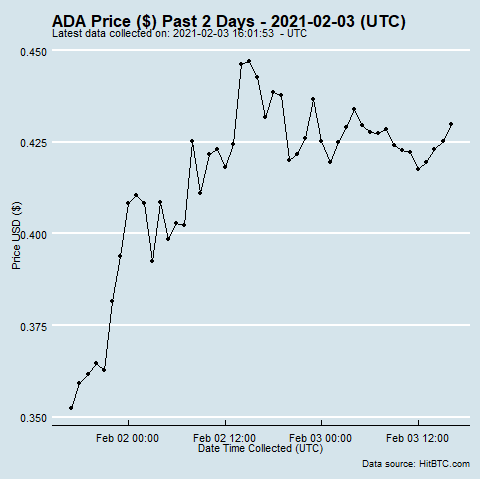 ADA Price ($) Past 2 Days - 2021-02-03 (UTC)
Latest data collected on: 2021-02-03 16:01:53  - UTC
0.450
0.425
0.400
0.375
0.350
Price USD ($)
Feb 02 00:00
Feb 02 12:00
Feb 03 00:00
Feb 03 12:00
Date Time Collected (UTC)
Data source: HitBTC.com